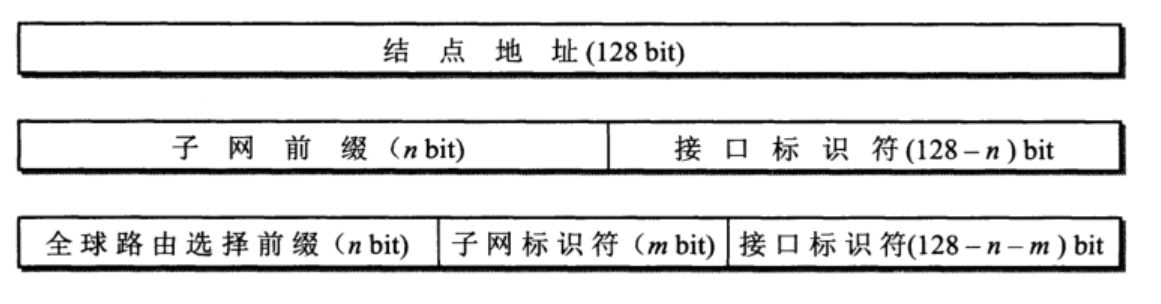 结点地址(128 bit)
子网前缀（n bit) 接口标识符(128 – n ) bit
全球路由选择前缀（n bit) 子网标识符（m bit) 接口标识符(128 – n – m ) bit